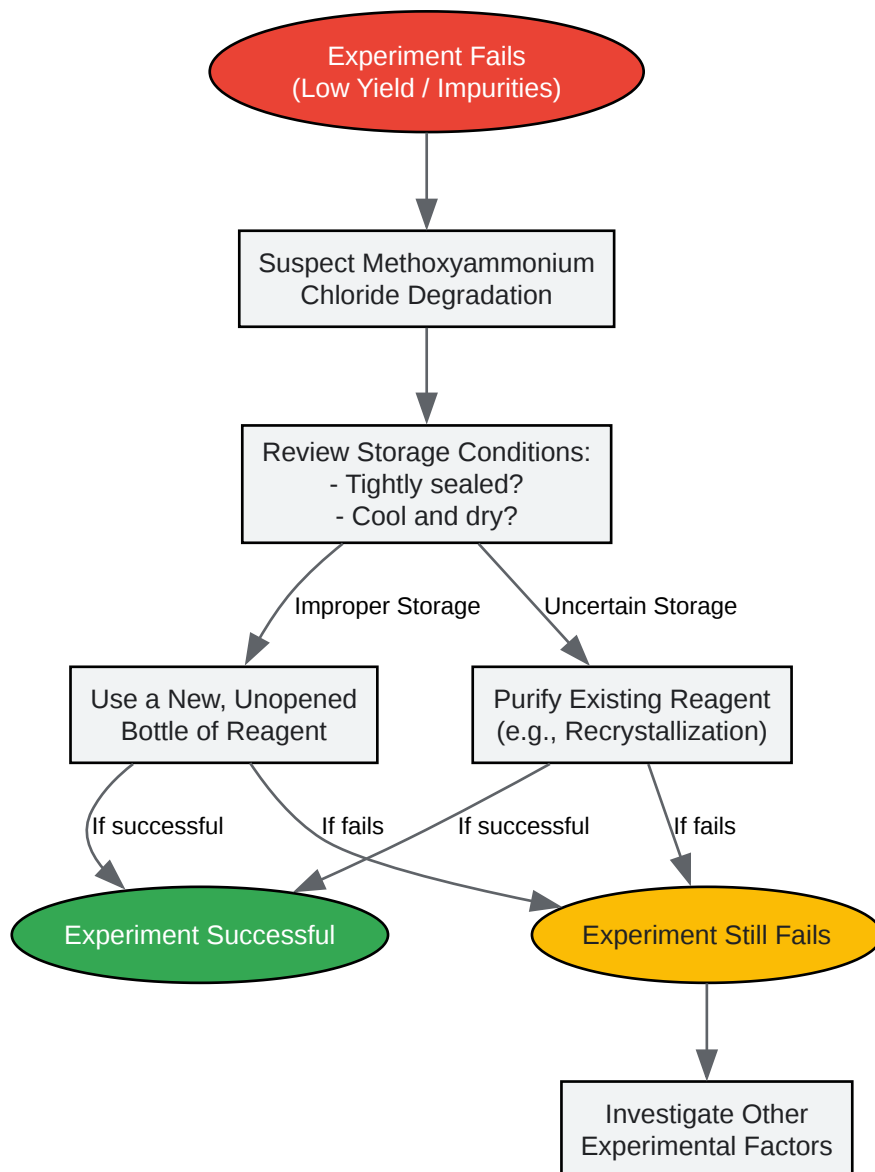 Experiment Fails
(Low Yield / Impurities)
Suspect Methoxyammonium
Chloride Degradation
Review Storage Conditions:
- Tightly sealed?
- Cool and dry?
Improper Storage
Uncertain Storage
Use a New, Unopened
Bottle of Reagent
Purify Existing Reagent
(e.g., Recrystallization)
If successful
If fails
If successful
If fails
Experiment Successful
Experiment Still Fails
Investigate Other
Experimental Factors